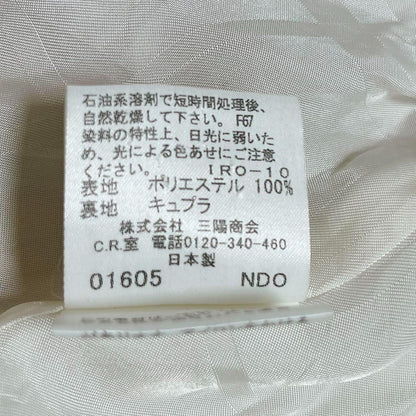 石油系溶剤で短時間処理後、
自然乾燥して下さい。 F67
染料の特性上、日光に弱いた
め、光による色あせにご注意
ください。 IRO-10
表地 ポリエステル 100%
裏地 キュプラ
株式会社 三陽商会
C.R.室 電話0120-340-460
日本製
01605 NDO